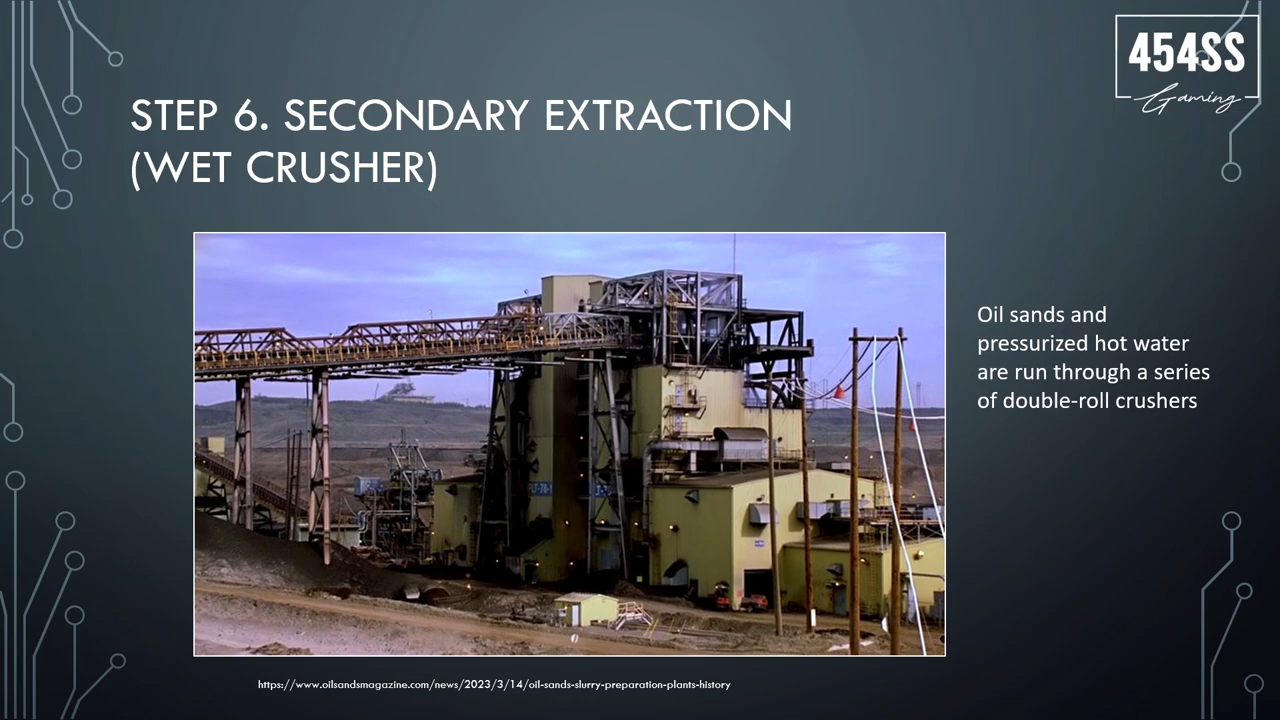 454SS
Gaming
STEP 6. SECONDARY EXTRACTION
(WET CRUSHER)
Oil sands and
pressurized hot water
are run through a series
of double-roll crushers
https://www.oilsandsmagazine.com/news/2023/3/14/oil-sands-slurry-preparation-plants-history